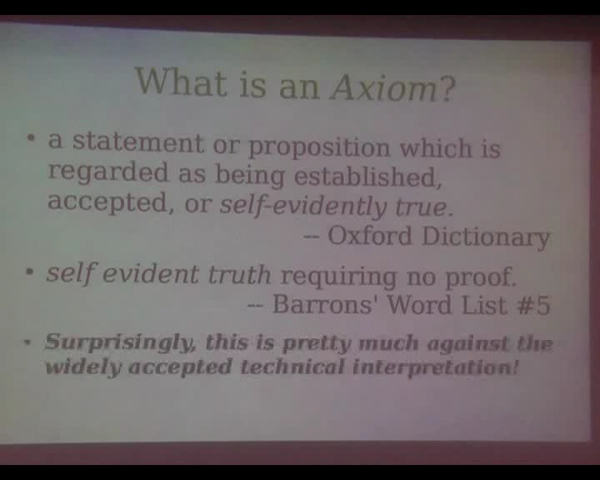 What is an Axiom?
• a statement or proposition which is
regarded as being established,
accepted, or self-evidently true.
-- Oxford Dictionary
• self evident truth requiring no proof.
-- Barrons' Word List #5
• Surprisingly, this is pretty much against the
widely accepted technical interpretation!